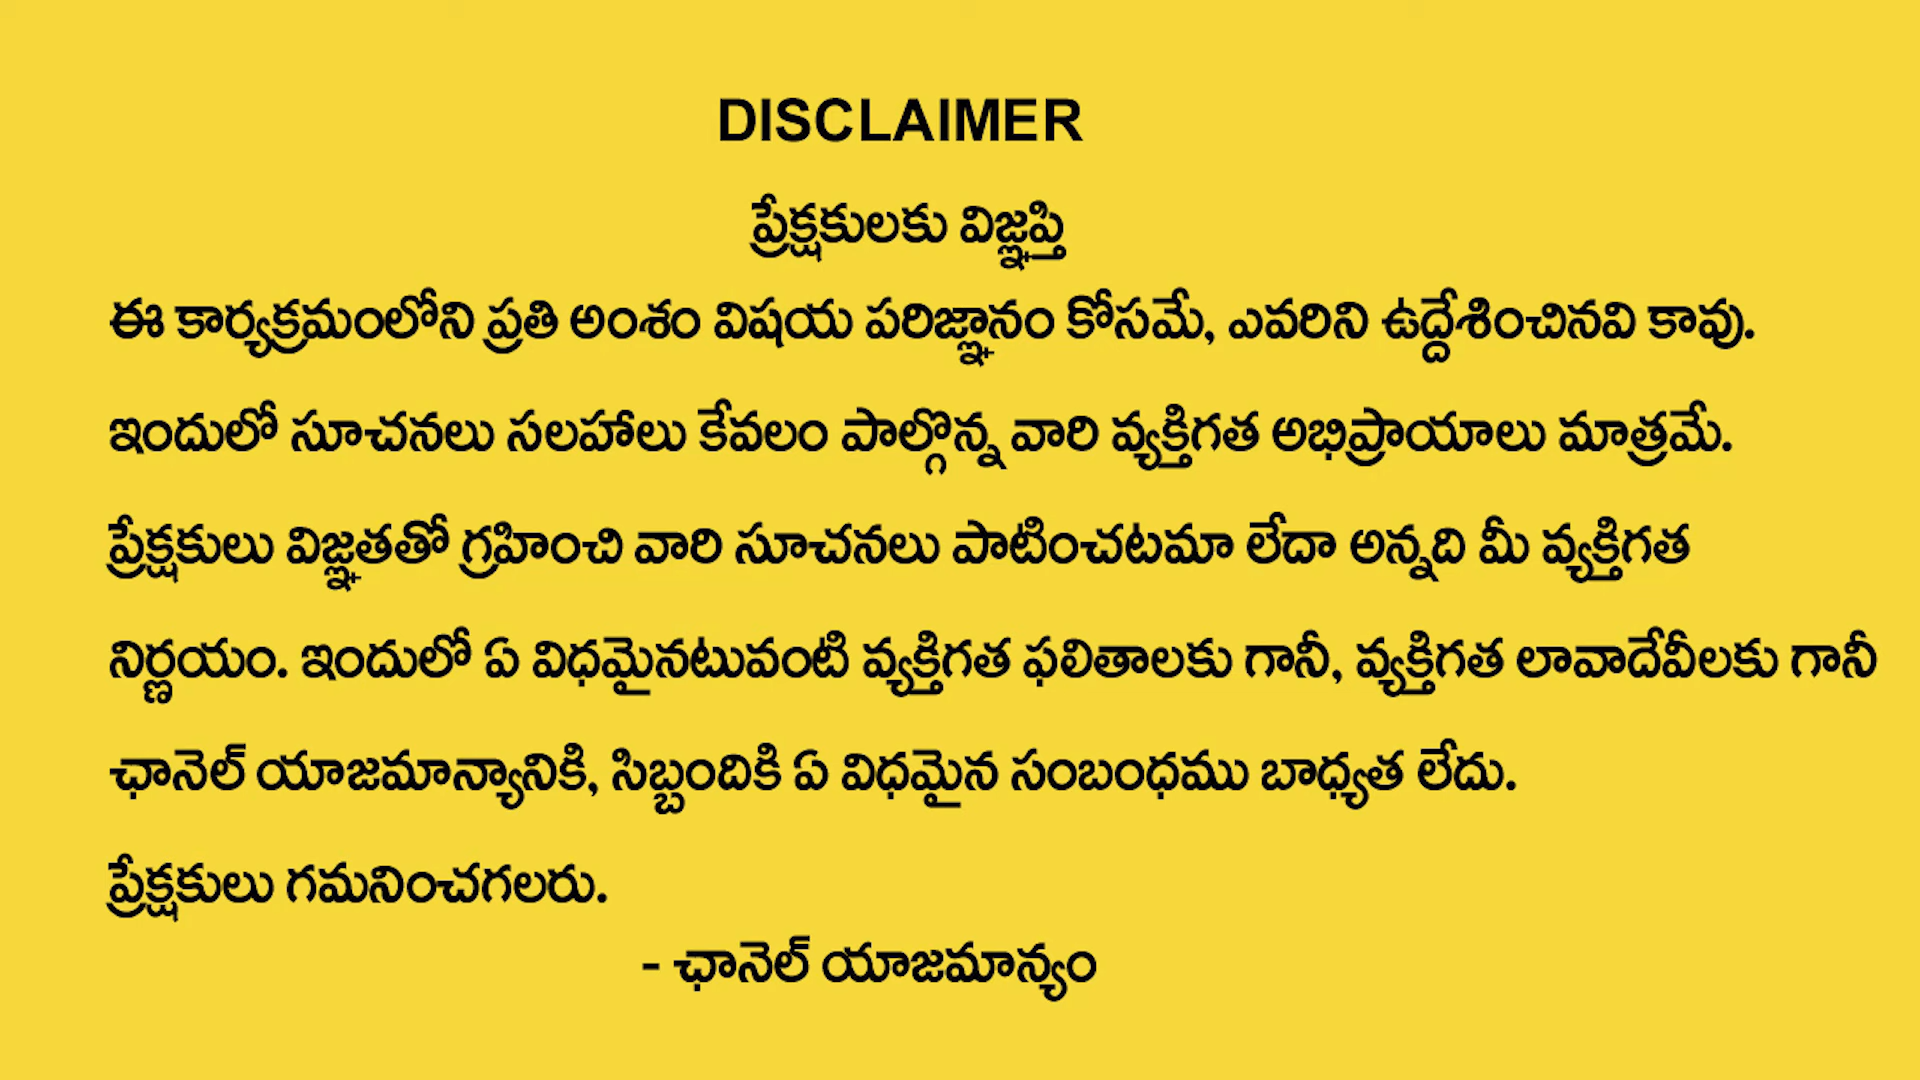 DISCLAIMER
ప్రేక్షకులకు విజ్ఞప్తి
ఈ కార్యక్రమంలోని ప్రతి అంశం విషయ పరిజ్ఞానం కోసమే, ఎవరిని ఉద్దేశించినవి కావు.
ఇందులో సూచనలు సలహాలు కేవలం పాల్గొన్న వారి వ్యక్తిగత అభిప్రాయాలు మాత్రమే.
ప్రేక్షకులు విజ్ఞతతో గ్రహించి వారి సూచనలు పాటించటమా లేదా అన్నది మీ వ్యక్తిగత
నిర్ణయం. ఇందులో ఏ విధమైనటువంటి వ్యక్తిగత ఫలితాలకు గానీ, వ్యక్తిగత లావాదేవీలకు గానీ
ఛానెల్ యాజమాన్యానికి, సిబ్బందికి ఏ విధమైన సంబంధము బాధ్యత లేదు.
ప్రేక్షకులు గమనించగలరు.
- ఛానెల్ యాజమాన్యం